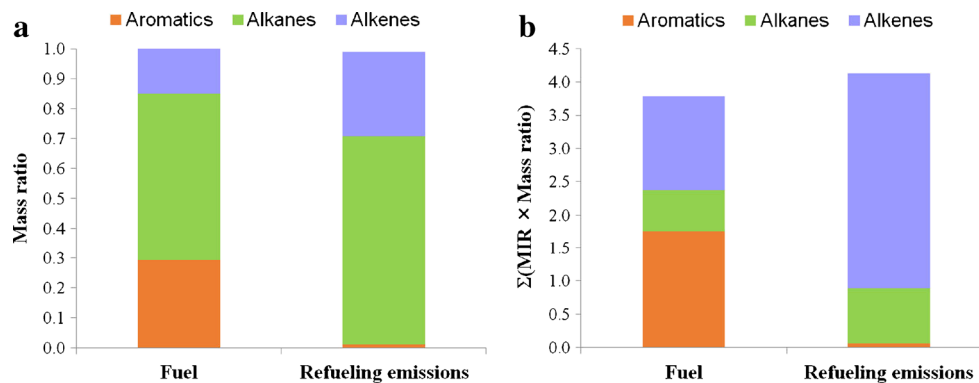 a
Aromatics Alkanes Alkenes
Mass ratio
1.0
0.9
0.8
0.7
0.6
0.5
0.4
0.3
0.2
0.1
0.0
Fuel Refueling emissions
b
Aromatics Alkanes Alkenes
Σ(MIR × Mass ratio)
4.5
4.0
3.5
3.0
2.5
2.0
1.5
1.0
0.5
0.0
Fuel Refueling emissions